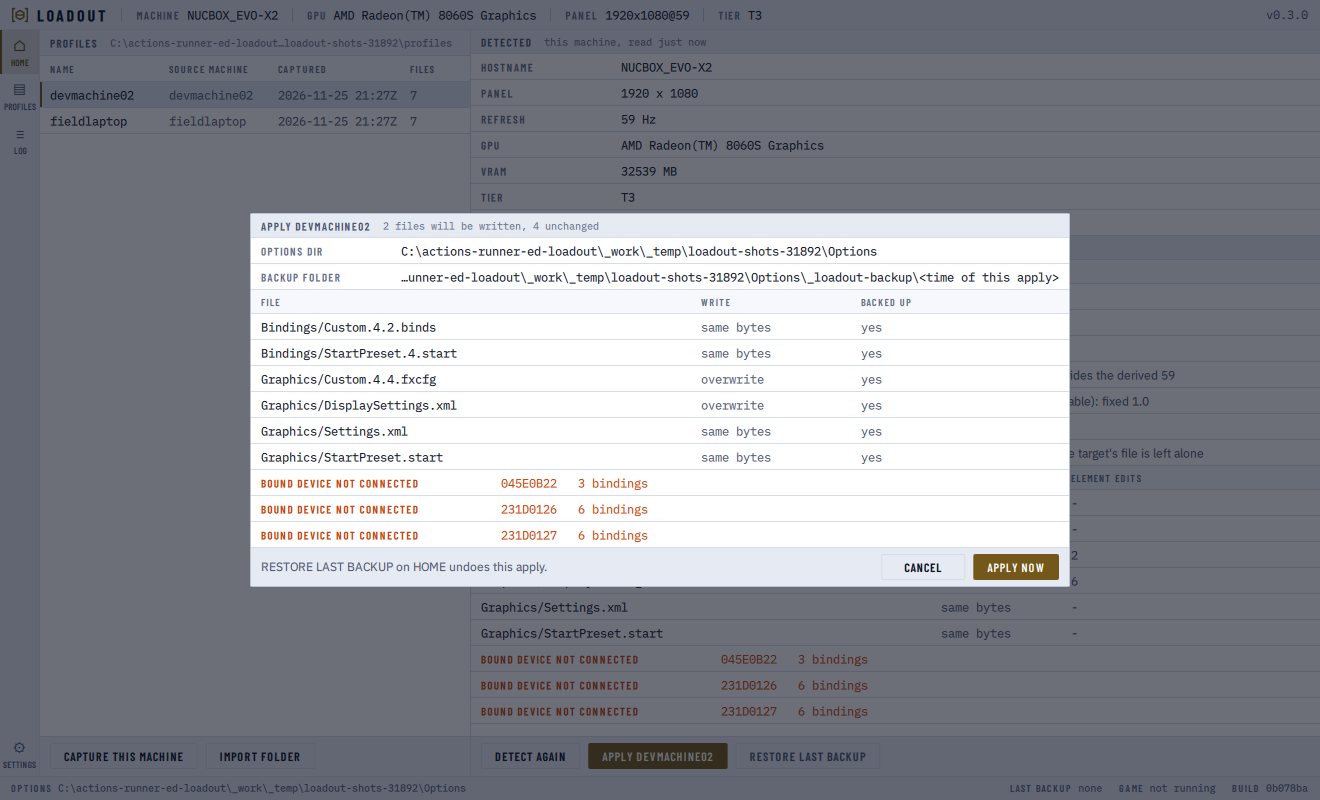 LOADOUT MACHINE NUCBOX_EVO-X2 GPU AMD Radeon(TM) 8060S Graphics PANEL 1920x1080@59 TIER T3 v0.3.0
HOME
PROFILES
LOG
SETTINGS
PROFILES C:\actions-runner-ed-loadout…loadout-shots-31892\profiles
NAME SOURCE MACHINE CAPTURED FILES
devmachine02 devmachine02 2026-11-25 21:27Z 7
fieldlaptop fieldlaptop 2026-11-25 21:27Z 7
DETECTED this machine, read just now
HOSTNAME NUCBOX_EVO-X2
PANEL 1920 x 1080
REFRESH 59 Hz
GPU AMD Radeon(TM) 8060S Graphics
VRAM 32539 MB
TIER T3
APPLY DEVMACHINE02 2 files will be written, 4 unchanged
OPTIONS DIR C:\actions-runner-ed-loadout\_work\_temp\loadout-shots-31892\Options
BACKUP FOLDER …unner-ed-loadout\_work\_temp\loadout-shots-31892\Options\_loadout-backup\<time of this apply>
FILE WRITE BACKED UP
Bindings/Custom.4.2.binds same bytes yes
Bindings/StartPreset.4.start same bytes yes
Graphics/Custom.4.4.fxcfg overwrite yes
Graphics/DisplaySettings.xml overwrite yes
Graphics/Settings.xml same bytes yes
Graphics/StartPreset.start same bytes yes
BOUND DEVICE NOT CONNECTED 045E0B22 3 bindings
BOUND DEVICE NOT CONNECTED 231D0126 6 bindings
BOUND DEVICE NOT CONNECTED 231D0127 6 bindings
RESTORE LAST BACKUP on HOME undoes this apply. CANCEL APPLY NOW
ides the derived 59
able): fixed 1.0
e target's file is left alone
ELEMENT EDITS
-
-
2
6
Graphics/Settings.xml same bytes -
Graphics/StartPreset.start same bytes -
BOUND DEVICE NOT CONNECTED 045E0B22 3 bindings
BOUND DEVICE NOT CONNECTED 231D0126 6 bindings
BOUND DEVICE NOT CONNECTED 231D0127 6 bindings
CAPTURE THIS MACHINE IMPORT FOLDER DETECT AGAIN APPLY DEVMACHINE02 RESTORE LAST BACKUP
OPTIONS C:\actions-runner-ed-loadout\_work\_temp\loadout-shots-31892\Options LAST BACKUP none GAME not running BUILD 0b078ba